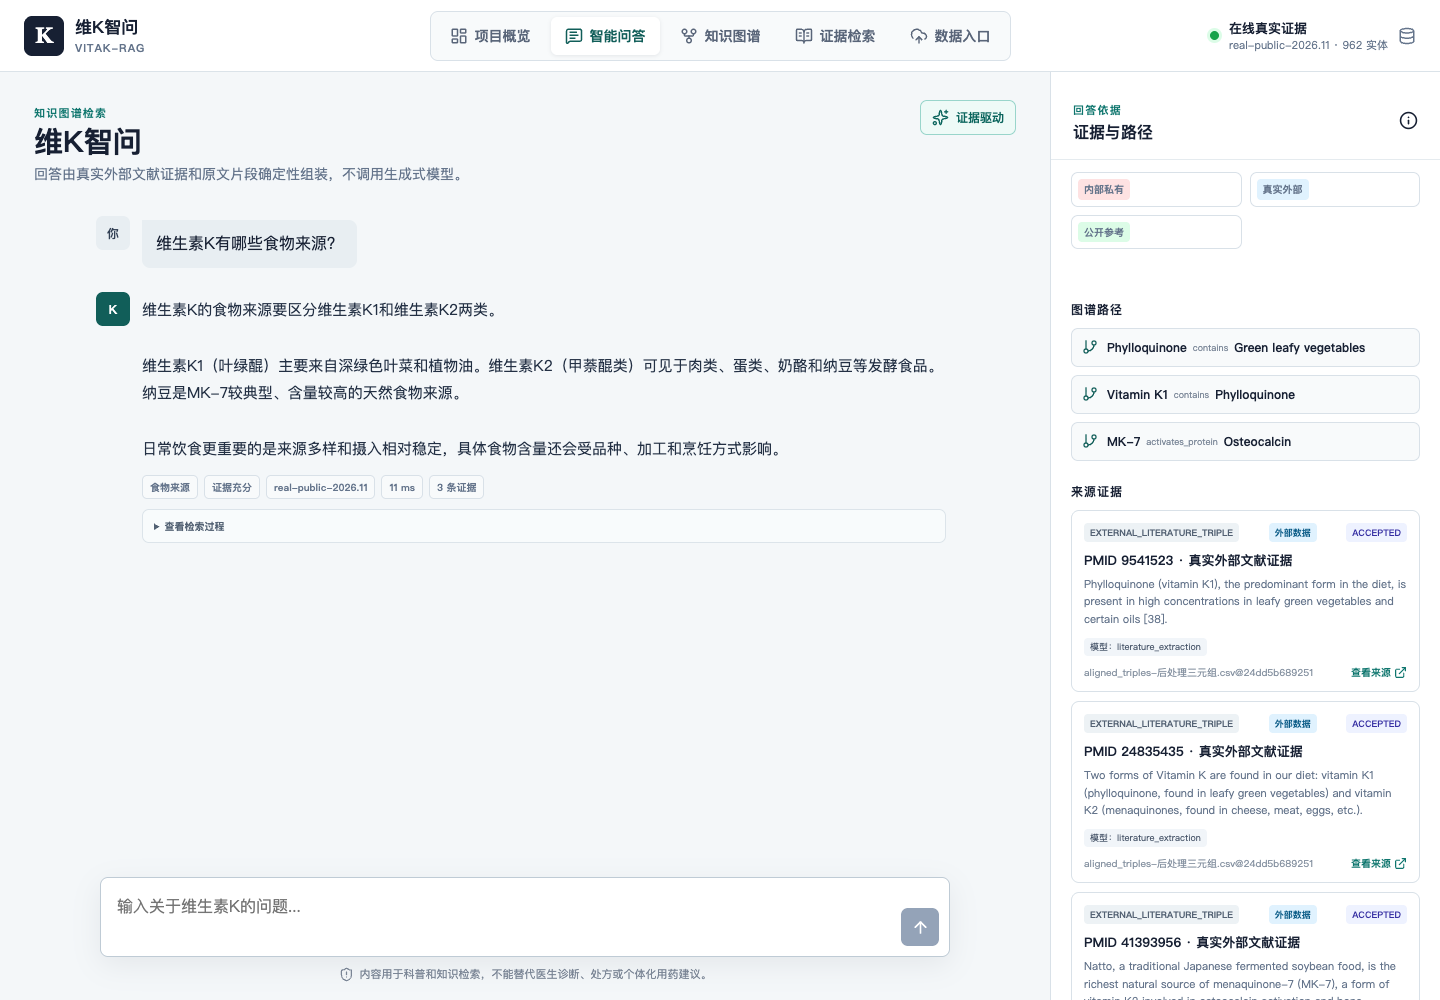 K
维K智问
VITAK-RAG
项目概览
智能问答
知识图谱
证据检索
数据入口
在线真实证据
real-public-2026.11 · 962 实体
知识图谱检索
维K智问
回答由真实外部文献证据和原文片段确定性组装，不调用生成式模型。
证据驱动
你
维生素K有哪些食物来源？
K
维生素K的食物来源要区分维生素K1和维生素K2两类。
维生素K1（叶绿醌）主要来自深绿色叶菜和植物油。维生素K2（甲萘醌类）可见于肉类、蛋类、奶酪和纳豆等发酵食品。
纳豆是MK-7较典型、含量较高的天然食物来源。
日常饮食更重要的是来源多样和摄入相对稳定，具体食物含量还会受品种、加工和烹饪方式影响。
食物来源
证据充分
real-public-2026.11
11 ms
3 条证据
查看检索过程
输入关于维生素K的问题...
内容用于科普和知识检索，不能替代医生诊断、处方或个体化用药建议。
回答依据
证据与路径
内部私有
真实外部
公开参考
图谱路径
Phylloquinone contains Green leafy vegetables
Vitamin K1 contains Phylloquinone
MK-7 activates_protein Osteocalcin
来源证据
EXTERNAL_LITERATURE_TRIPLE 外部数据 ACCEPTED
PMID 9541523 · 真实外部文献证据
Phylloquinone (vitamin K1), the predominant form in the diet, is
present in high concentrations in leafy green vegetables and
certain oils [38].
模型：literature_extraction
aligned_triples-后处理三元组.csv@24dd5b689251 查看来源
EXTERNAL_LITERATURE_TRIPLE 外部数据 ACCEPTED
PMID 24835435 · 真实外部文献证据
Two forms of Vitamin K are found in our diet: vitamin K1
(phylloquinone, found in leafy green vegetables) and vitamin
K2 (menaquinones, found in cheese, meat, eggs, etc.).
模型：literature_extraction
aligned_triples-后处理三元组.csv@24dd5b689251 查看来源
EXTERNAL_LITERATURE_TRIPLE 外部数据 ACCEPTED
PMID 41393956 · 真实外部文献证据
Natto, a traditional Japanese fermented soybean food, is the
richest natural source of menaquinone-7 (MK-7), a form of
vitamin K2 involved in osteocalcin activation and bone